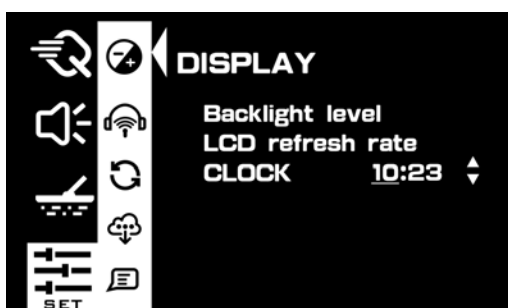 DISPLAY
Backlight level
LCD refresh rate
CLOCK 10:23
SET